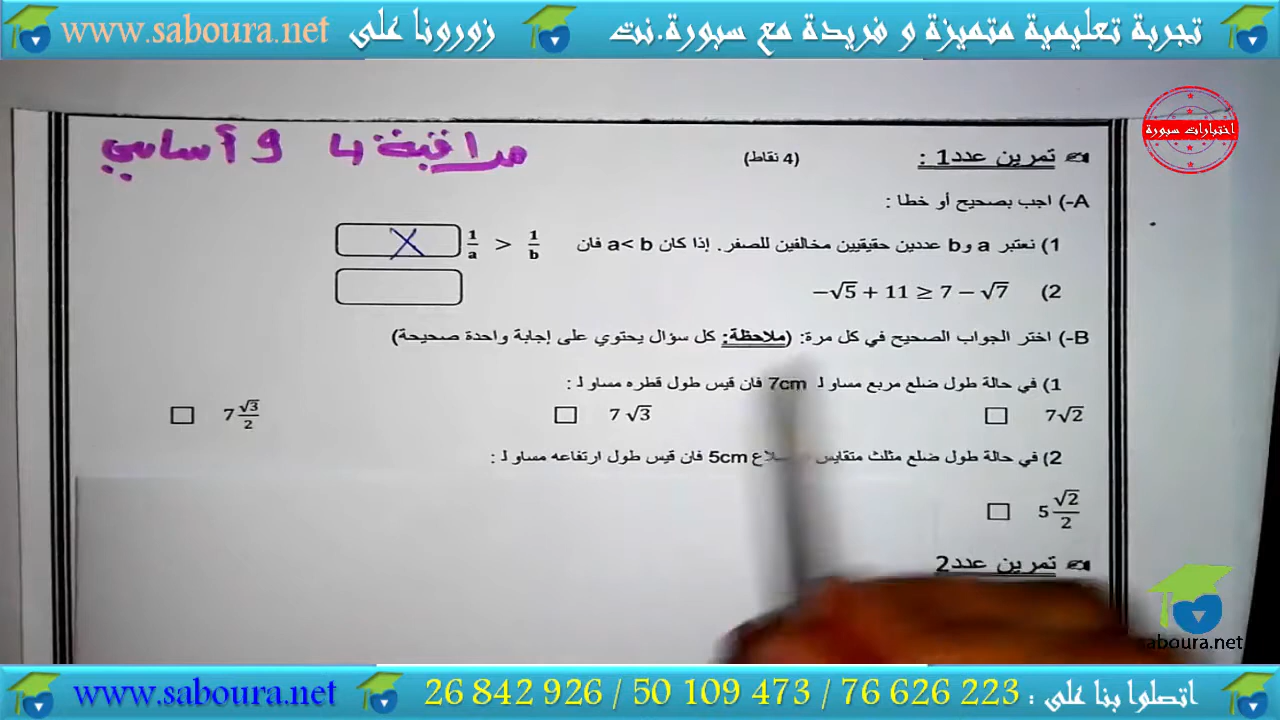 تجربة تعليمية متميزة و فريدة مع سبورة.نت زورونا على www.saboura.net
اختبارات سبورة
مراقبة 4 9 أساسي
تمرين عدد1 : (4 نقاط)
A-) اجب بصحيح أو خطا :
1) نعتبر a وb عددين حقيقيين مخالفين للصفر. إذا كان a< b فان 1/a > 1/b X
2) −√5 + 11 ≥ 7 − √7
B-) اختر الجواب الصحيح في كل مرة: (ملاحظة: كل سؤال يحتوي على إجابة واحدة صحيحة)
1) في حالة طول ضلع مربع مساو لـ 7cm فان قيس طول قطره مساو لـ :
7√2 □ 7 √3 □ 7 √3/2 □
2) في حالة طول ضلع مثلث متقايس 5cm فان قيس طول ارتفاعه مساو لـ :
5 √2/2 □
تمرين عدد2
saboura.net
اتصلوا بنا على : 26 842 926 / 50 109 473 / 76 626 223 www.saboura.net